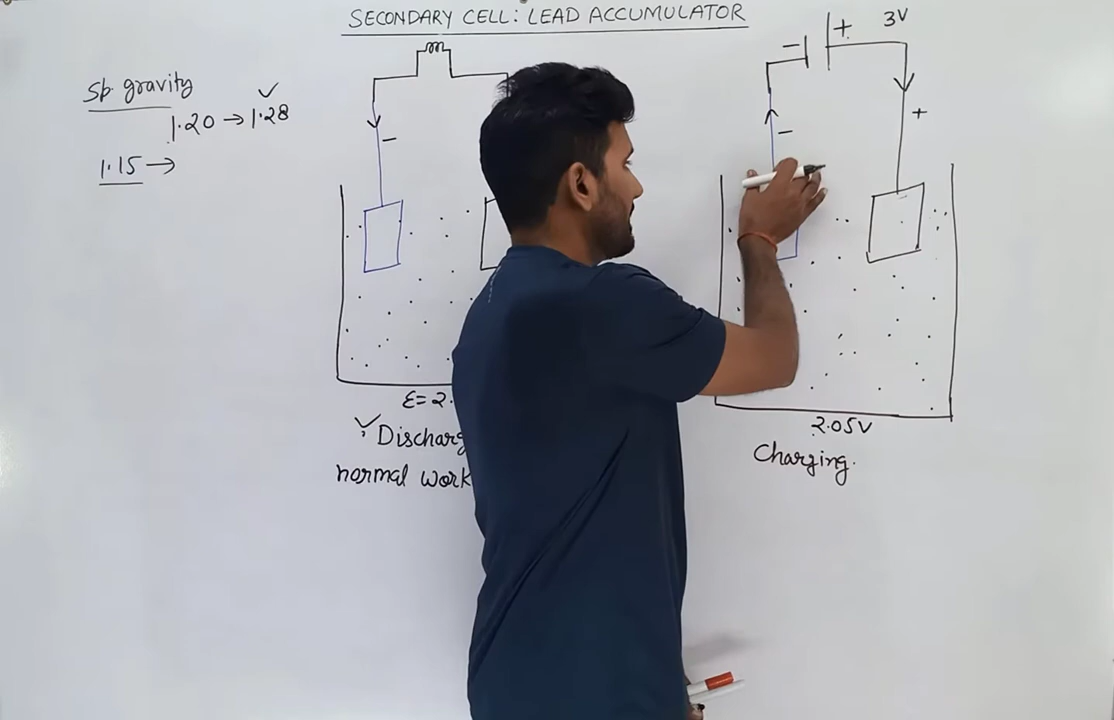 SECONDARY CELL: LEAD ACCUMULATOR
Sp. gravity
1.20 → 1.28 ✓
1.15 →
−
− + 3V
− +
ε= 2.
✓
normal work
2.05V
Charging.